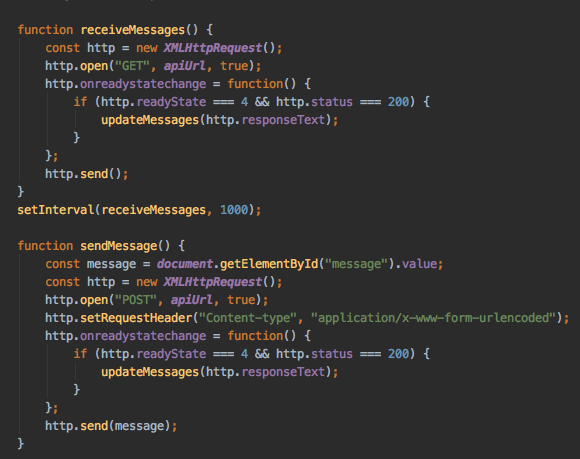 function receiveMessages() {
    const http = new XMLHttpRequest();
    http.open("GET", apiUrl, true);
    http.onreadystatechange = function() {
        if (http.readyState === 4 && http.status === 200) {
            updateMessages(http.responseText);
        }
    };
    http.send();
}
setInterval(receiveMessages, 1000);

function sendMessage() {
    const message = document.getElementById("message").value;
    const http = new XMLHttpRequest();
    http.open("POST", apiUrl, true);
    http.setRequestHeader("Content-type", "application/x-www-form-urlencoded");
    http.onreadystatechange = function() {
        if (http.readyState === 4 && http.status === 200) {
            updateMessages(http.responseText);
        }
    };
    http.send(message);
}